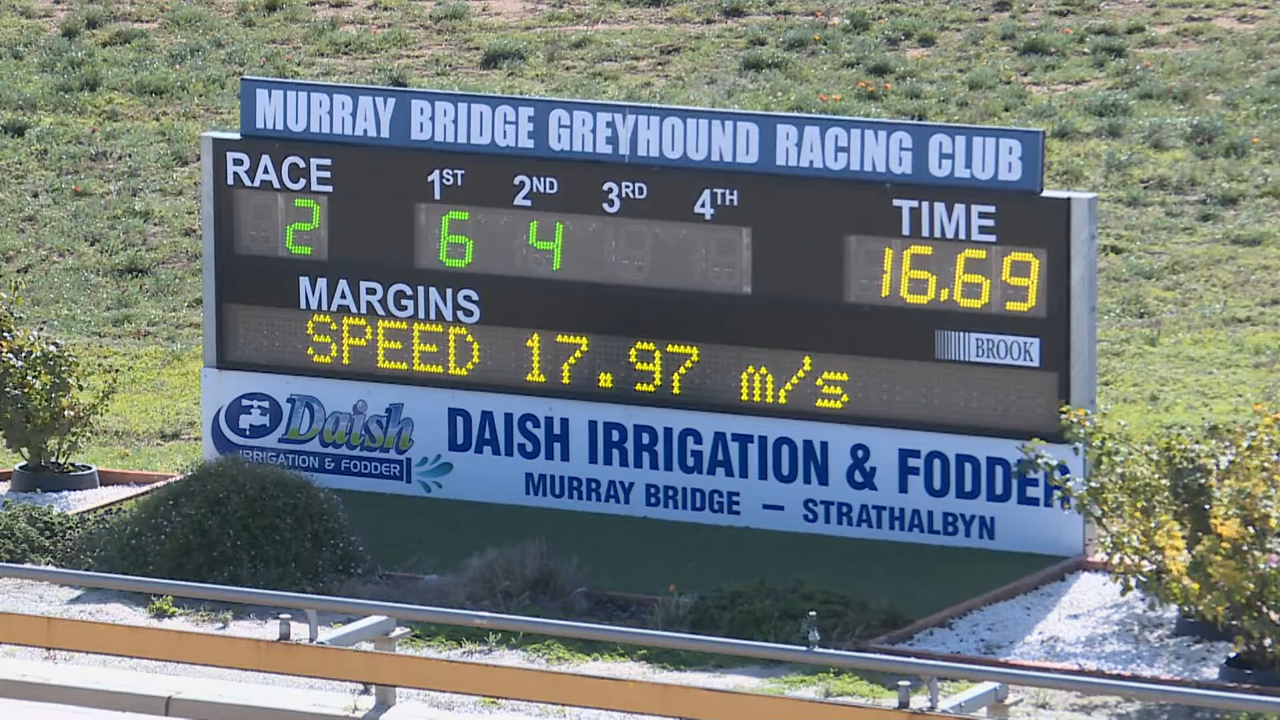 MURRAY BRIDGE GREYHOUND RACING CLUB
RACE 1ST 2ND 3RD 4TH TIME
2 6 4 16.69
MARGINS
SPEED 17.97 m/s
BROOK
Daish
IRRIGATION & FODDER
DAISH IRRIGATION & FODDER
MURRAY BRIDGE – STRATHALBYN